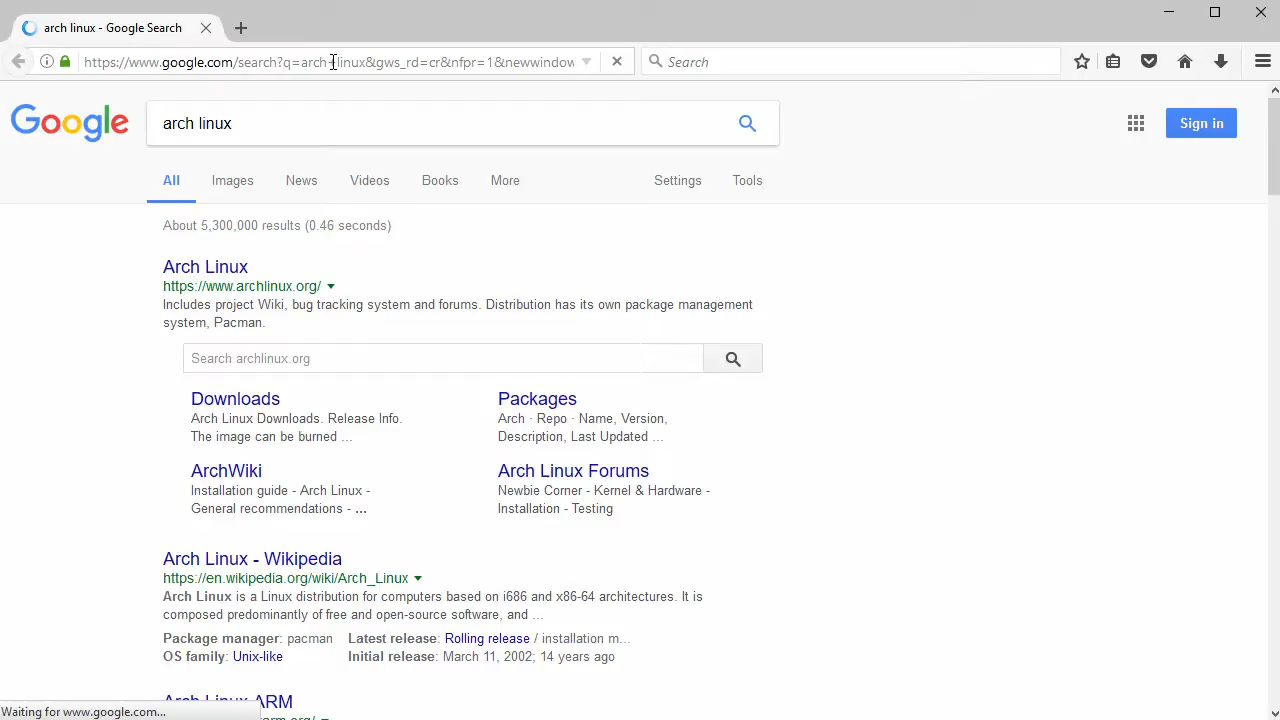 arch linux - Google Search
https://www.google.com/search?q=arch+linux&gws_rd=cr&nfpr=1&newwindow
Search
Google
arch linux
Sign in
All Images News Videos Books More Settings Tools
About 5,300,000 results (0.46 seconds)
Arch Linux
https://www.archlinux.org/
Includes project Wiki, bug tracking system and forums. Distribution has its own package management
system, Pacman.
Search archlinux.org
Downloads
Arch Linux Downloads. Release Info.
The image can be burned ...
Packages
Arch · Repo · Name, Version,
Description, Last Updated ...
ArchWiki
Installation guide - Arch Linux -
General recommendations - ...
Arch Linux Forums
Newbie Corner - Kernel & Hardware -
Installation - Testing
Arch Linux - Wikipedia
https://en.wikipedia.org/wiki/Arch_Linux
Arch Linux is a Linux distribution for computers based on i686 and x86-64 architectures. It is
composed predominantly of free and open-source software, and ...
Package manager: pacman Latest release: Rolling release / installation m...
OS family: Unix-like Initial release: March 11, 2002; 14 years ago
Arch Linux ARM
Waiting for www.google.com...